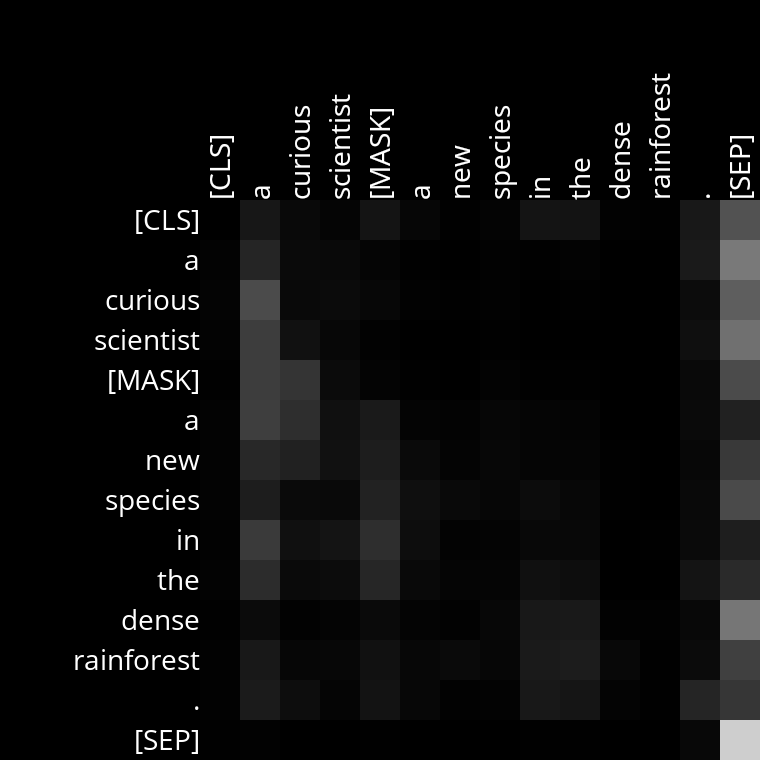 [CLS] a curious scientist [MASK] a new species in the dense rainforest . [SEP]
[CLS]
a
curious
scientist
[MASK]
a
new
species
in
the
dense
rainforest
.
[SEP]